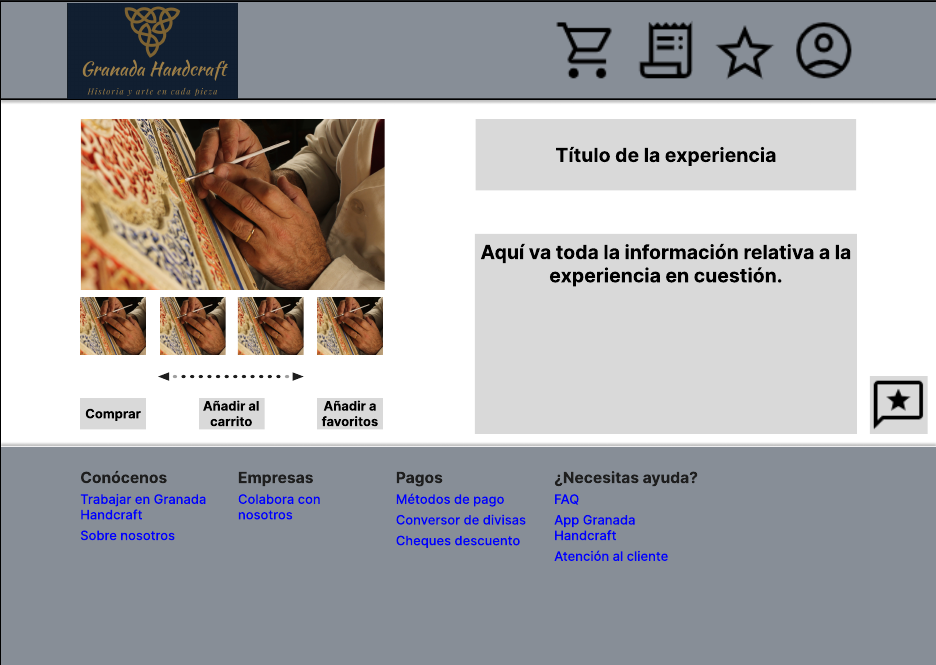 Granada Handcraft
Historia y arte en cada pieza
Título de la experiencia
Aquí va toda la información relativa a la
experiencia en cuestión.
Comprar
Añadir al
carrito
Añadir a
favoritos
Conócenos
Trabajar en Granada
Handcraft
Sobre nosotros
Empresas
Colabora con
nosotros
Pagos
Métodos de pago
Conversor de divisas
Cheques descuento
¿Necesitas ayuda?
FAQ
App Granada
Handcraft
Atención al cliente